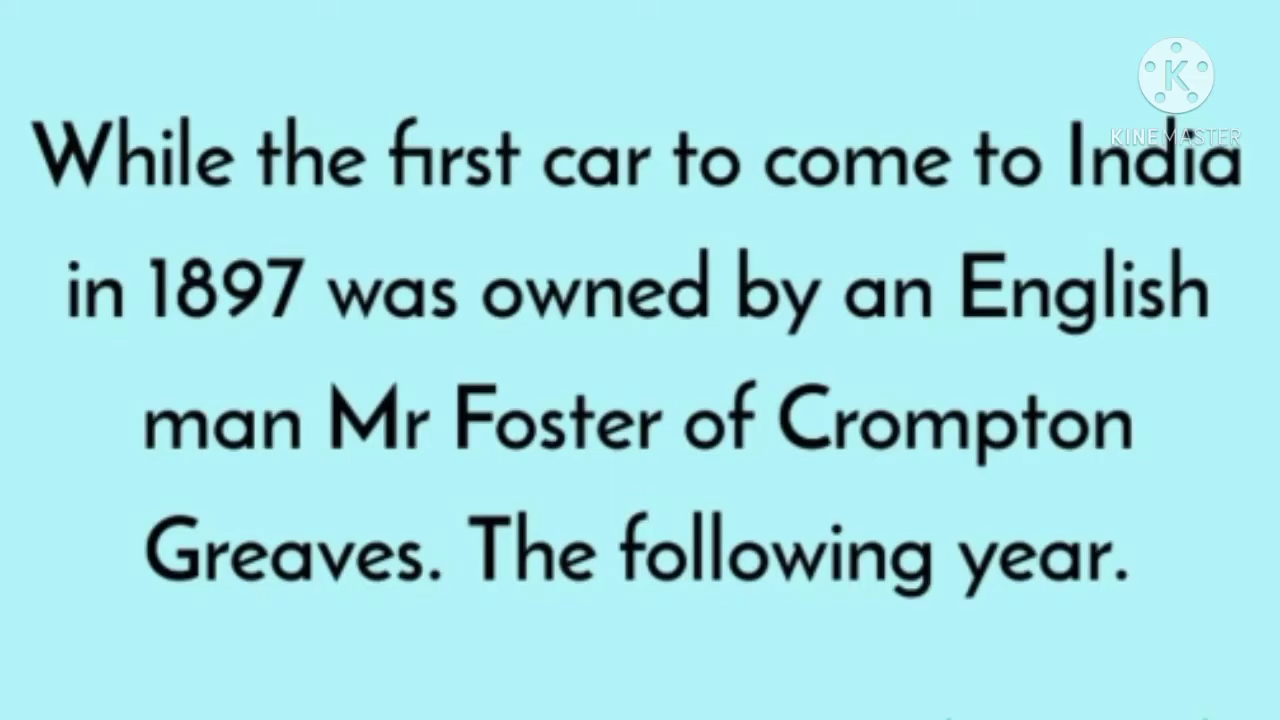 K
KINEMASTER
While the first car to come to India
in 1897 was owned by an English
man Mr Foster of Crompton
Greaves. The following year.